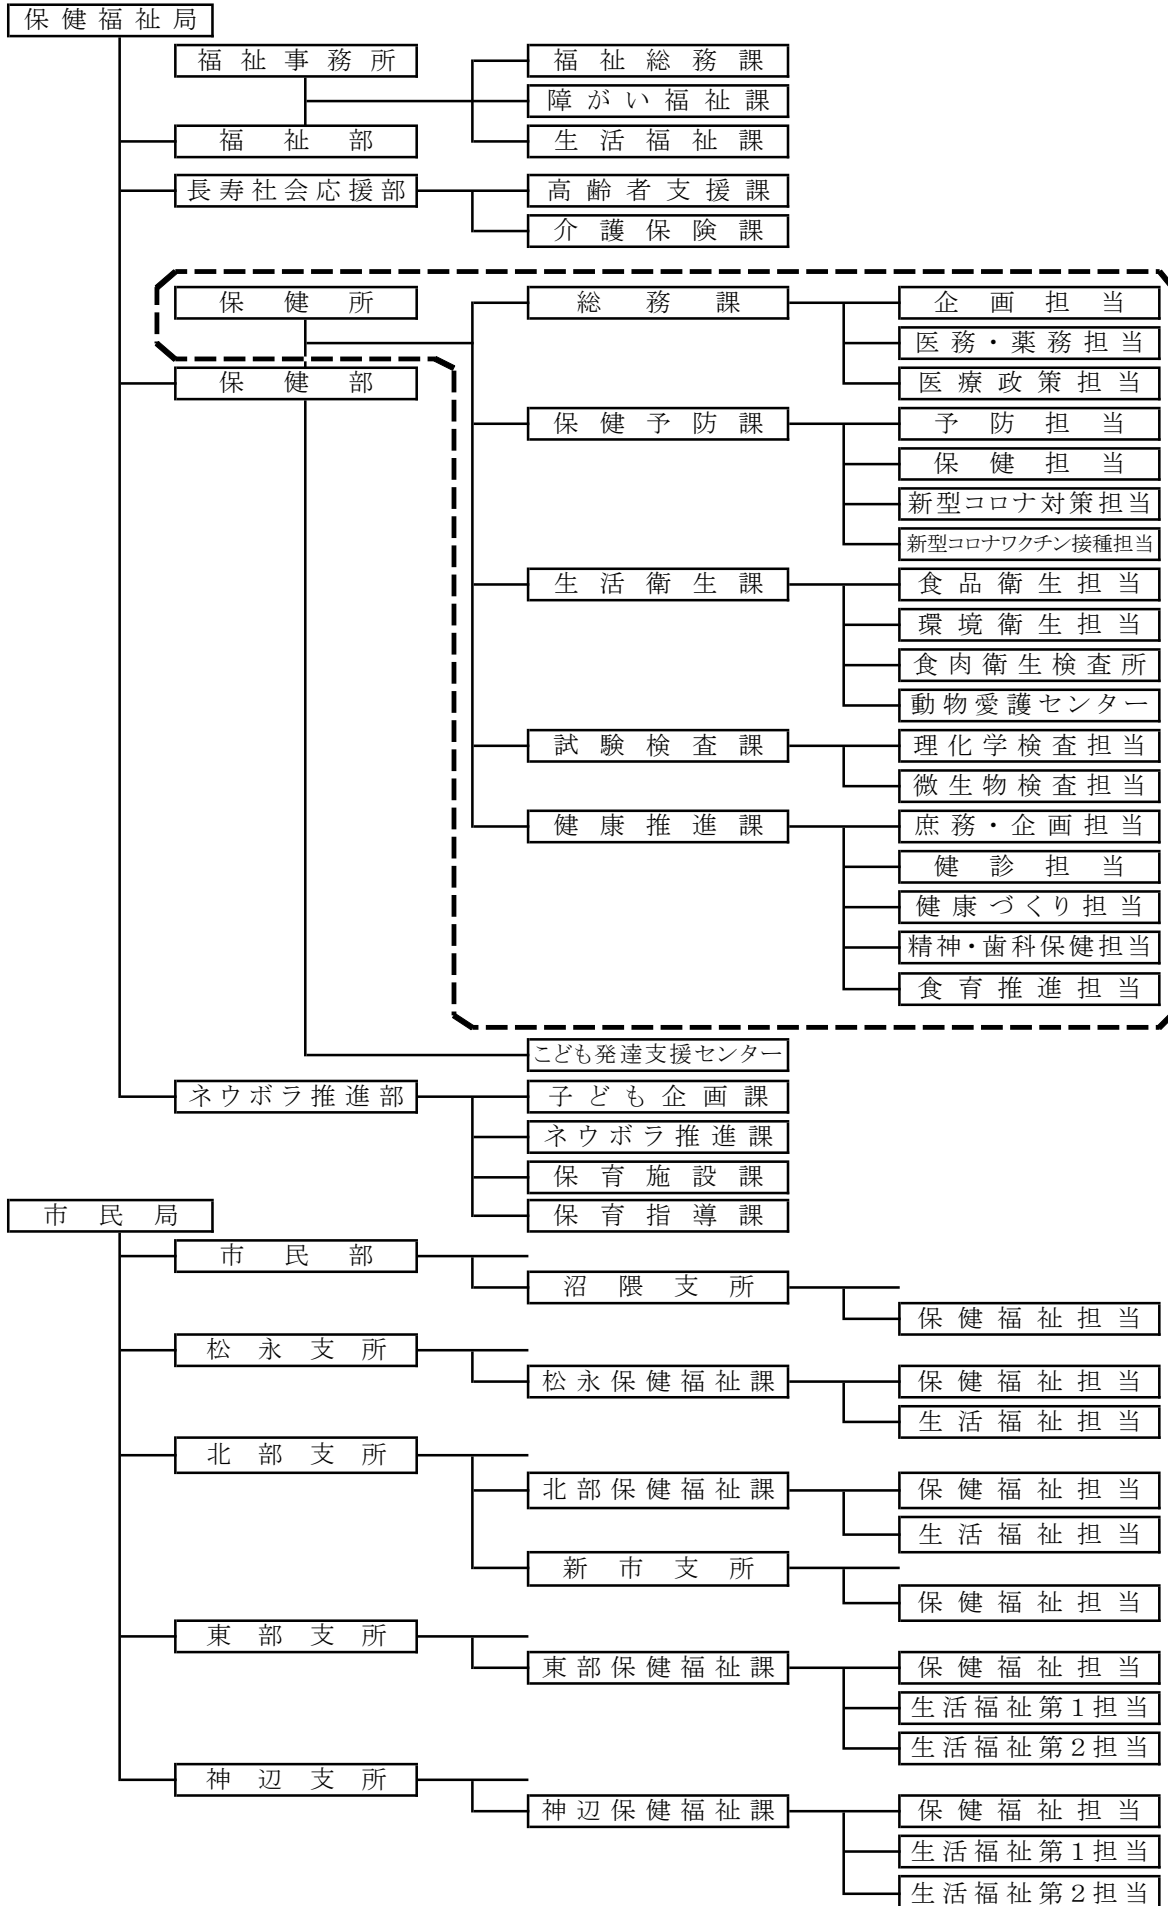 保健福祉局
福祉事務所
福祉総務課
障がい福祉課
福祉部
生活福祉課
長寿社会応援部
高齢者支援課
介護保険課
保健所
総務課
企画担当
医務・薬務担当
保健部
医療政策担当
保健予防課
予防担当
保健担当
新型コロナ対策担当
新型コロナワクチン接種担当
生活衛生課
食品衛生担当
環境衛生担当
食肉衛生検査所
動物愛護センター
試験検査課
理化学検査担当
微生物検査担当
健康推進課
庶務・企画担当
健診担当
健康づくり担当
精神・歯科保健担当
食育推進担当
こども発達支援センター
ネウボラ推進部
子ども企画課
ネウボラ推進課
保育施設課
保育指導課
市民局
市民部
沼隈支所
保健福祉担当
松永支所
松永保健福祉課
保健福祉担当
生活福祉担当
北部支所
北部保健福祉課
保健福祉担当
生活福祉担当
新市支所
保健福祉担当
東部支所
東部保健福祉課
保健福祉担当
生活福祉第1担当
生活福祉第2担当
神辺支所
神辺保健福祉課
保健福祉担当
生活福祉第1担当
生活福祉第2担当